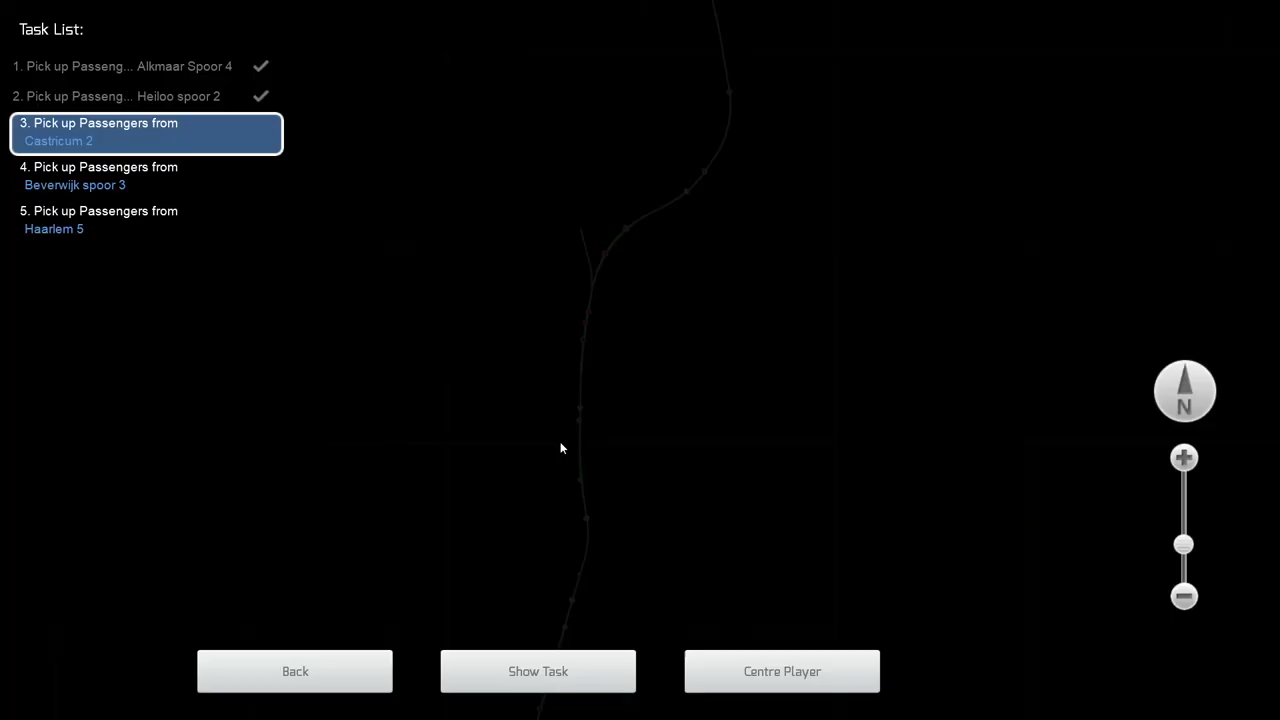 Task List:
1. Pick up Passeng... Alkmaar Spoor 4
2. Pick up Passeng... Heiloo spoor 2
3. Pick up Passengers from
Castricum 2
4. Pick up Passengers from
Beverwijk spoor 3
5. Pick up Passengers from
Haarlem 5
N
Back
Show Task
Centre Player